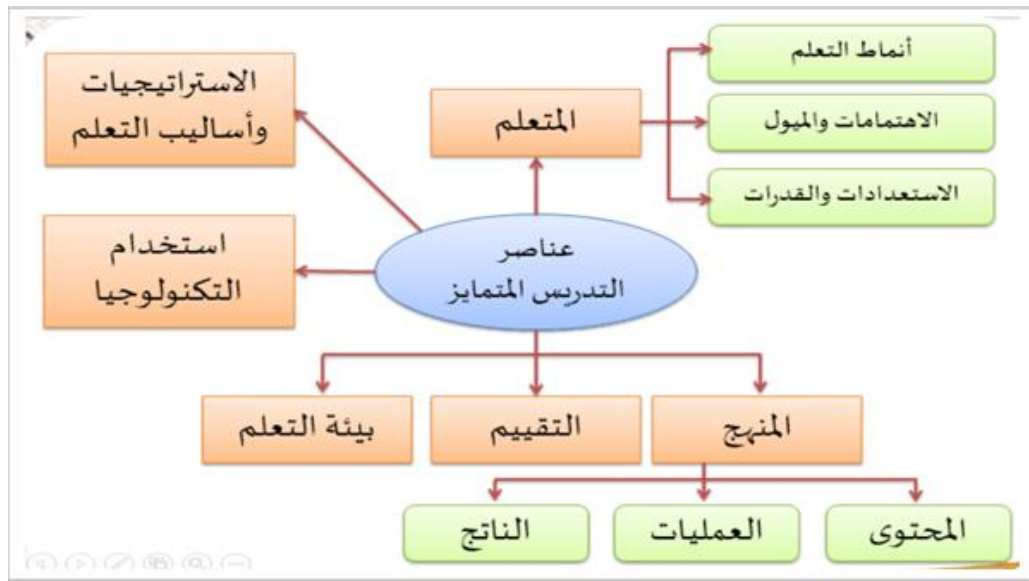 أنماط التعلم
المتعلم
الاهتمامات والميول
الاستعدادات والقدرات
الاستراتيجيات
وأساليب التعلم
عناصر
التدريس المتمايز
استخدام
التكنولوجيا
المنهج
التقييم
بيئة التعلم
المحتوى
العمليات
الناتج